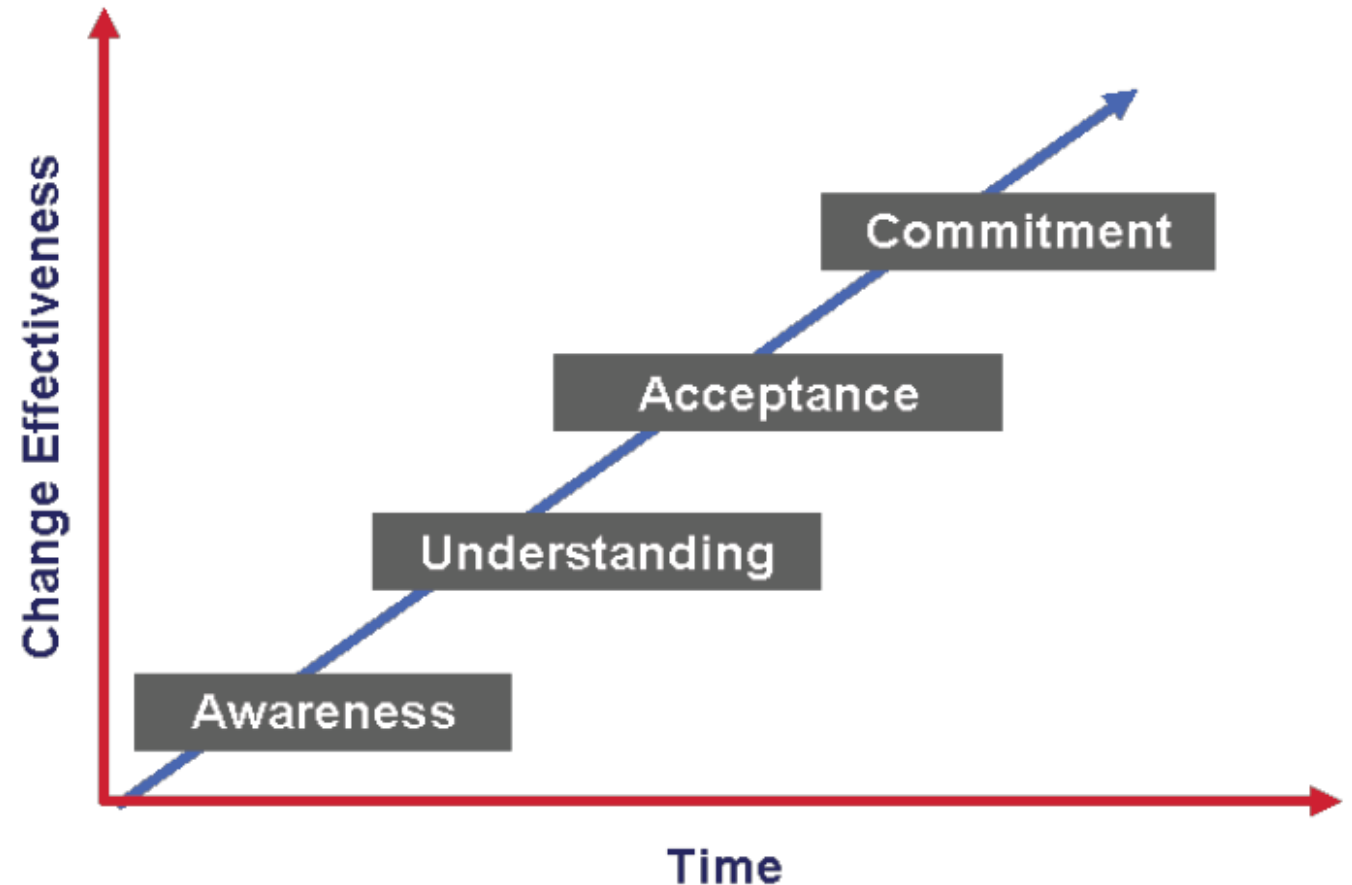 Change Effectiveness
Commitment
Acceptance
Understanding
Awareness
Time